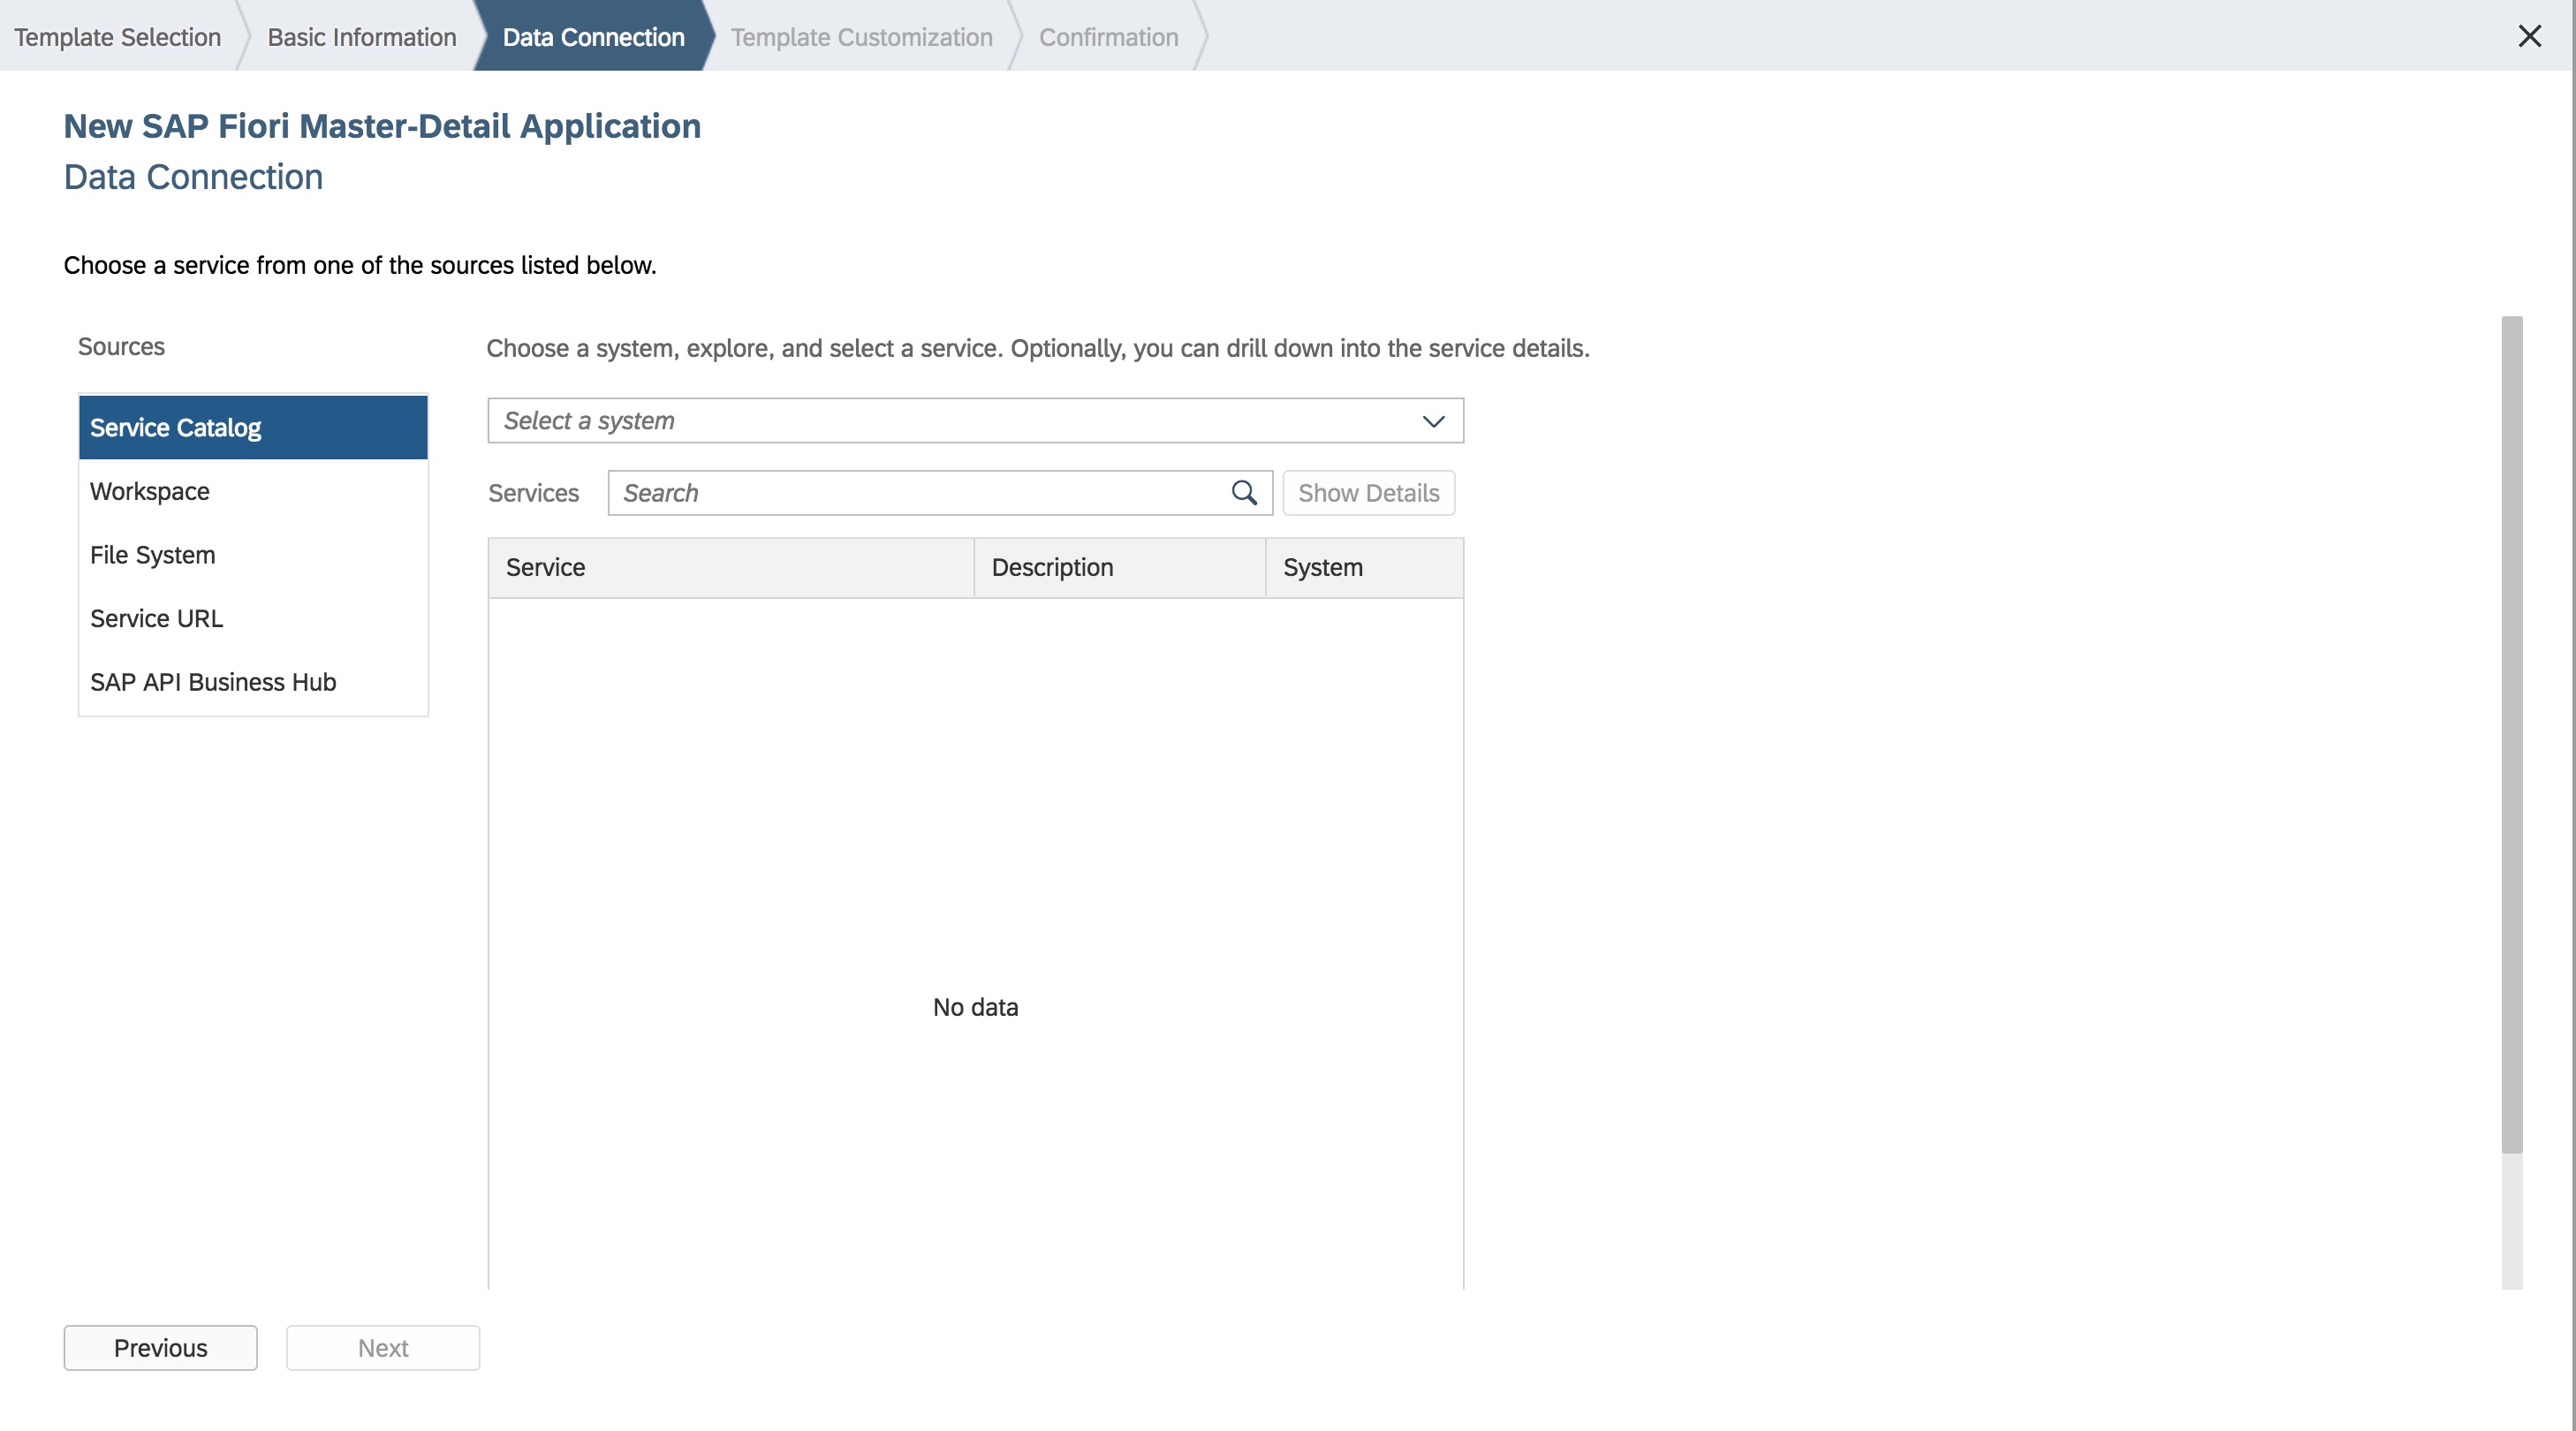 Template Selection Basic Information Data Connection Template Customization Confirmation
New SAP Fiori Master-Detail Application
Data Connection
Choose a service from one of the sources listed below.
Sources
Service Catalog
Workspace
File System
Service URL
SAP API Business Hub
Choose a system, explore, and select a service. Optionally, you can drill down into the service details.
Select a system
Services Search Show Details
Service Description System
No data
Previous Next